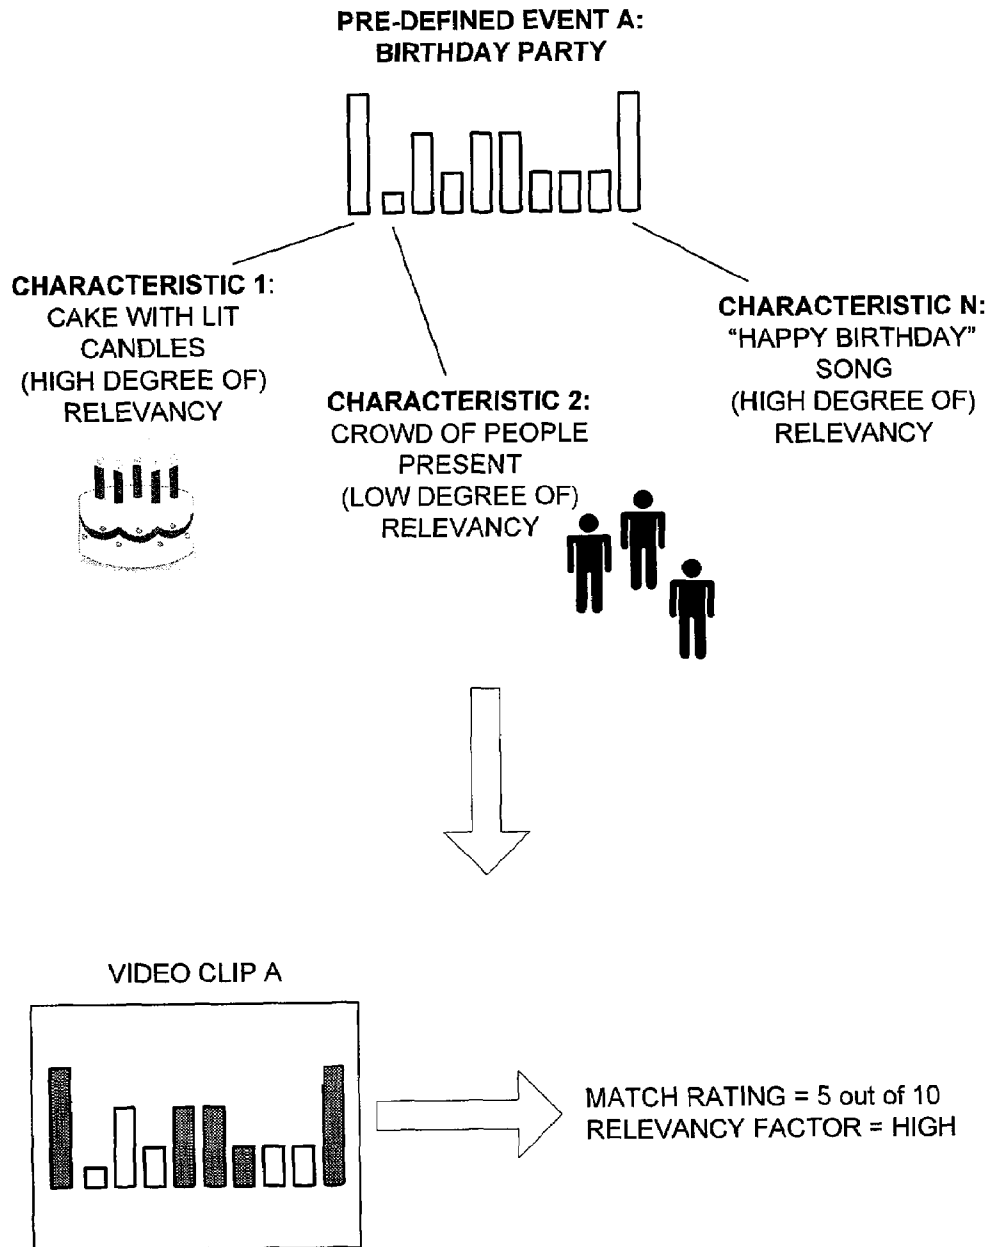 PRE-DEFINED EVENT A:
BIRTHDAY PARTY
CHARACTERISTIC 1:
CAKE WITH LIT
CANDLES
(HIGH DEGREE OF)
RELEVANCY
CHARACTERISTIC 2:
CROWD OF PEOPLE
PRESENT
(LOW DEGREE OF)
RELEVANCY
CHARACTERISTIC N:
“HAPPY BIRTHDAY”
SONG
(HIGH DEGREE OF)
RELEVANCY
VIDEO CLIP A
MATCH RATING = 5 out of 10
RELEVANCY FACTOR = HIGH